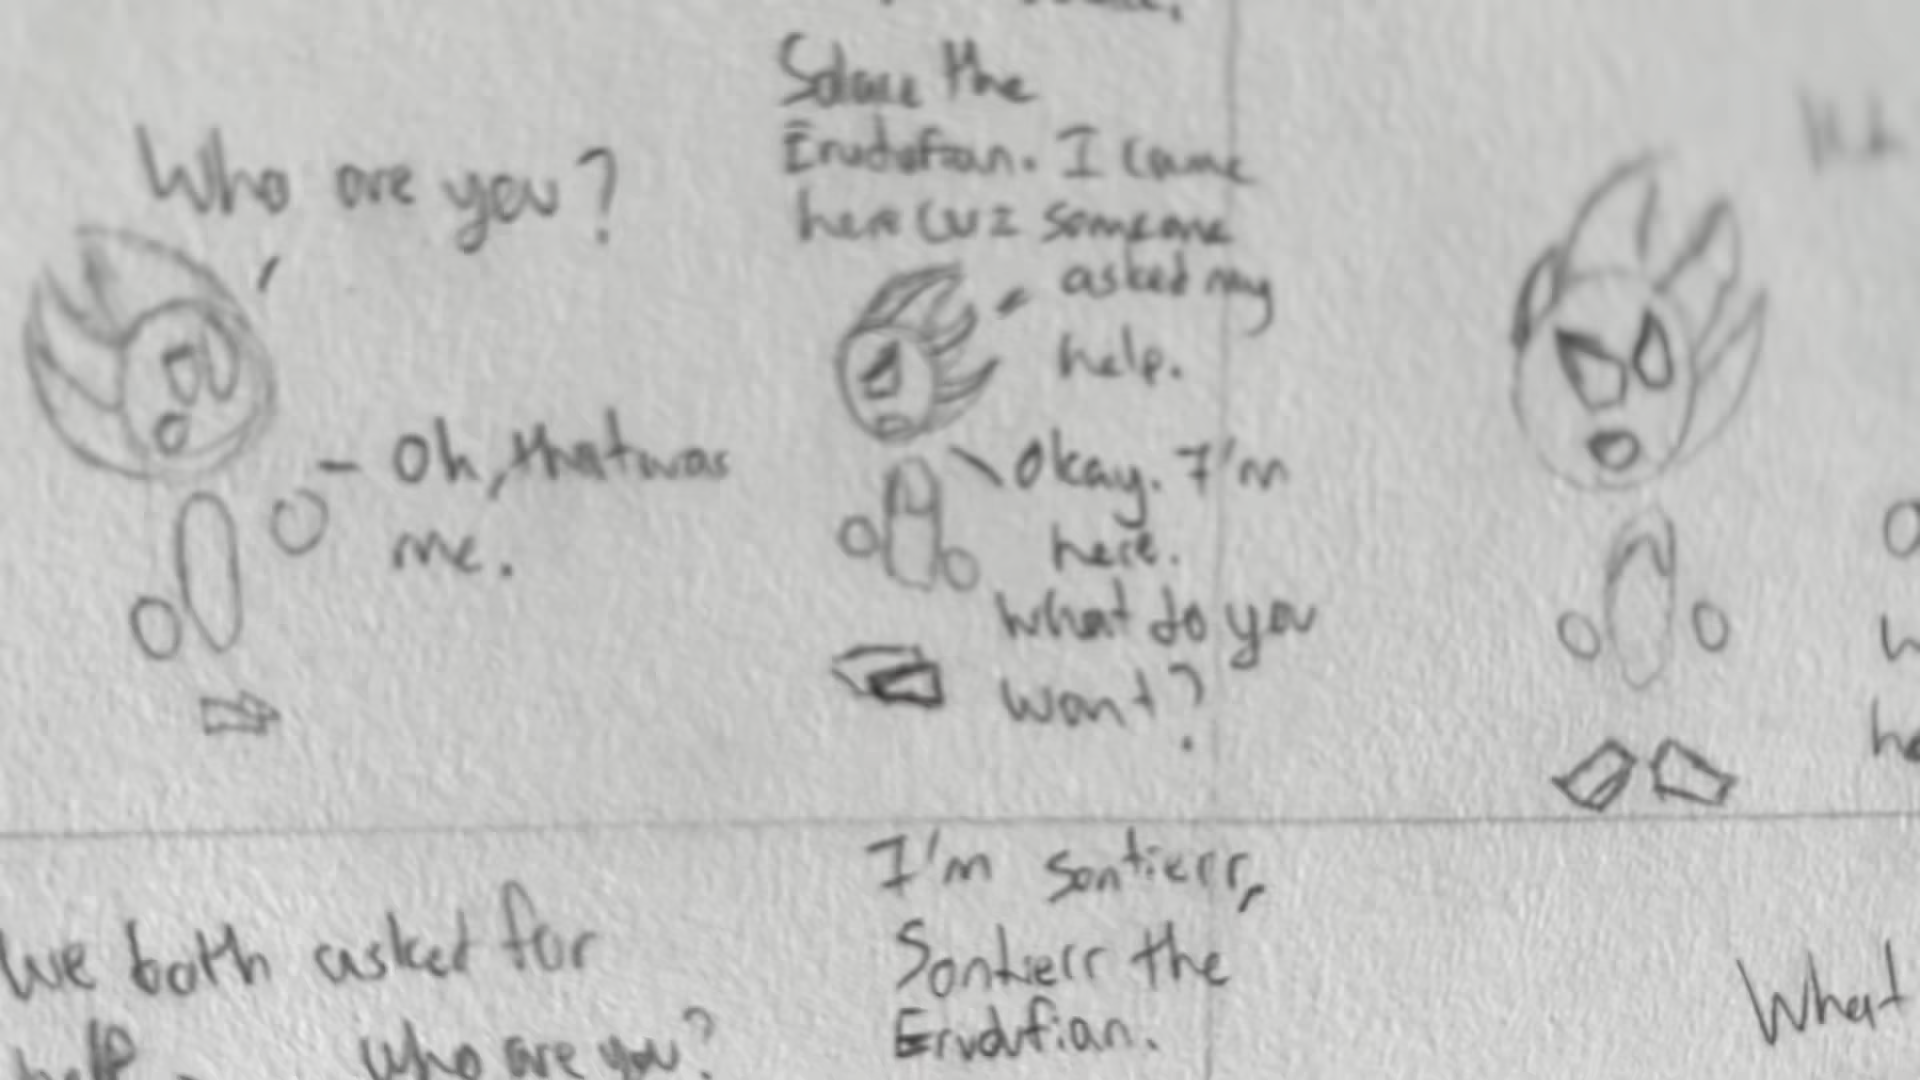 Who are you?
Oh, that was
me.
Solace the
Erudufian. I came
here cuz someone
asked my
help.
Okay. I'm
here.
What do you
want?
We both asked for
help.
who are you?
I'm Sontierr,
Sontierr the
Erudufian.
What